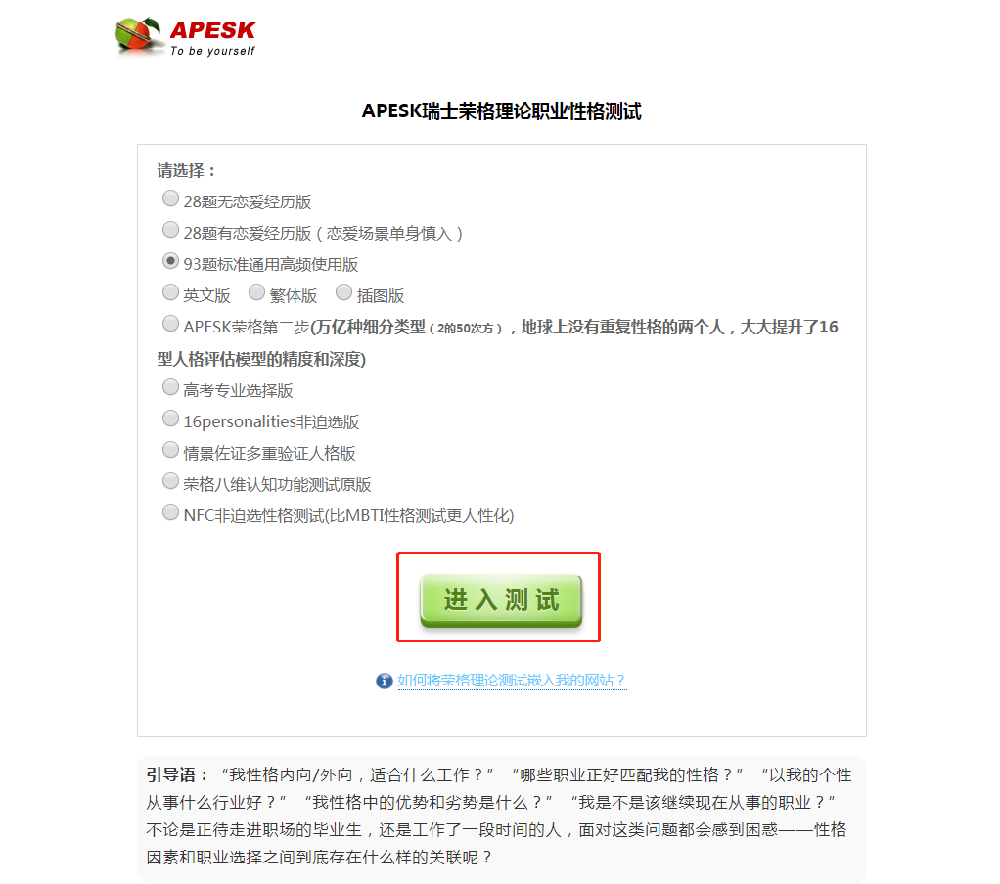 APESK
To be yourself
APESK瑞士荣格理论职业性格测试
请选择：
28题无恋爱经历版
28题有恋爱经历版（恋爱场景单身慎入）
93题标准通用高频使用版
英文版 繁体版 插图版
APESK荣格第二步(万亿种细分类型（2的50次方），地球上没有重复性格的两个人，大大提升了16
型人格评估模型的精度和深度)
高考专业选择版
16personalities非迫选版
情景佐证多重验证人格版
荣格八维认知功能测试原版
NFC非迫选性格测试(比MBTI性格测试更人性化)
进入测试
如何将荣格理论测试嵌入我的网站？
引导语：“我性格内向/外向，适合什么工作？”“哪些职业正好匹配我的性格？”“以我的个性
从事什么行业好？”“我性格中的优势和劣势是什么？”“我是不是该继续现在从事的职业？”
不论是正待走进职场的毕业生，还是工作了一段时间的人，面对这类问题都会感到困惑——性格
因素和职业选择之间到底存在什么样的关联呢？